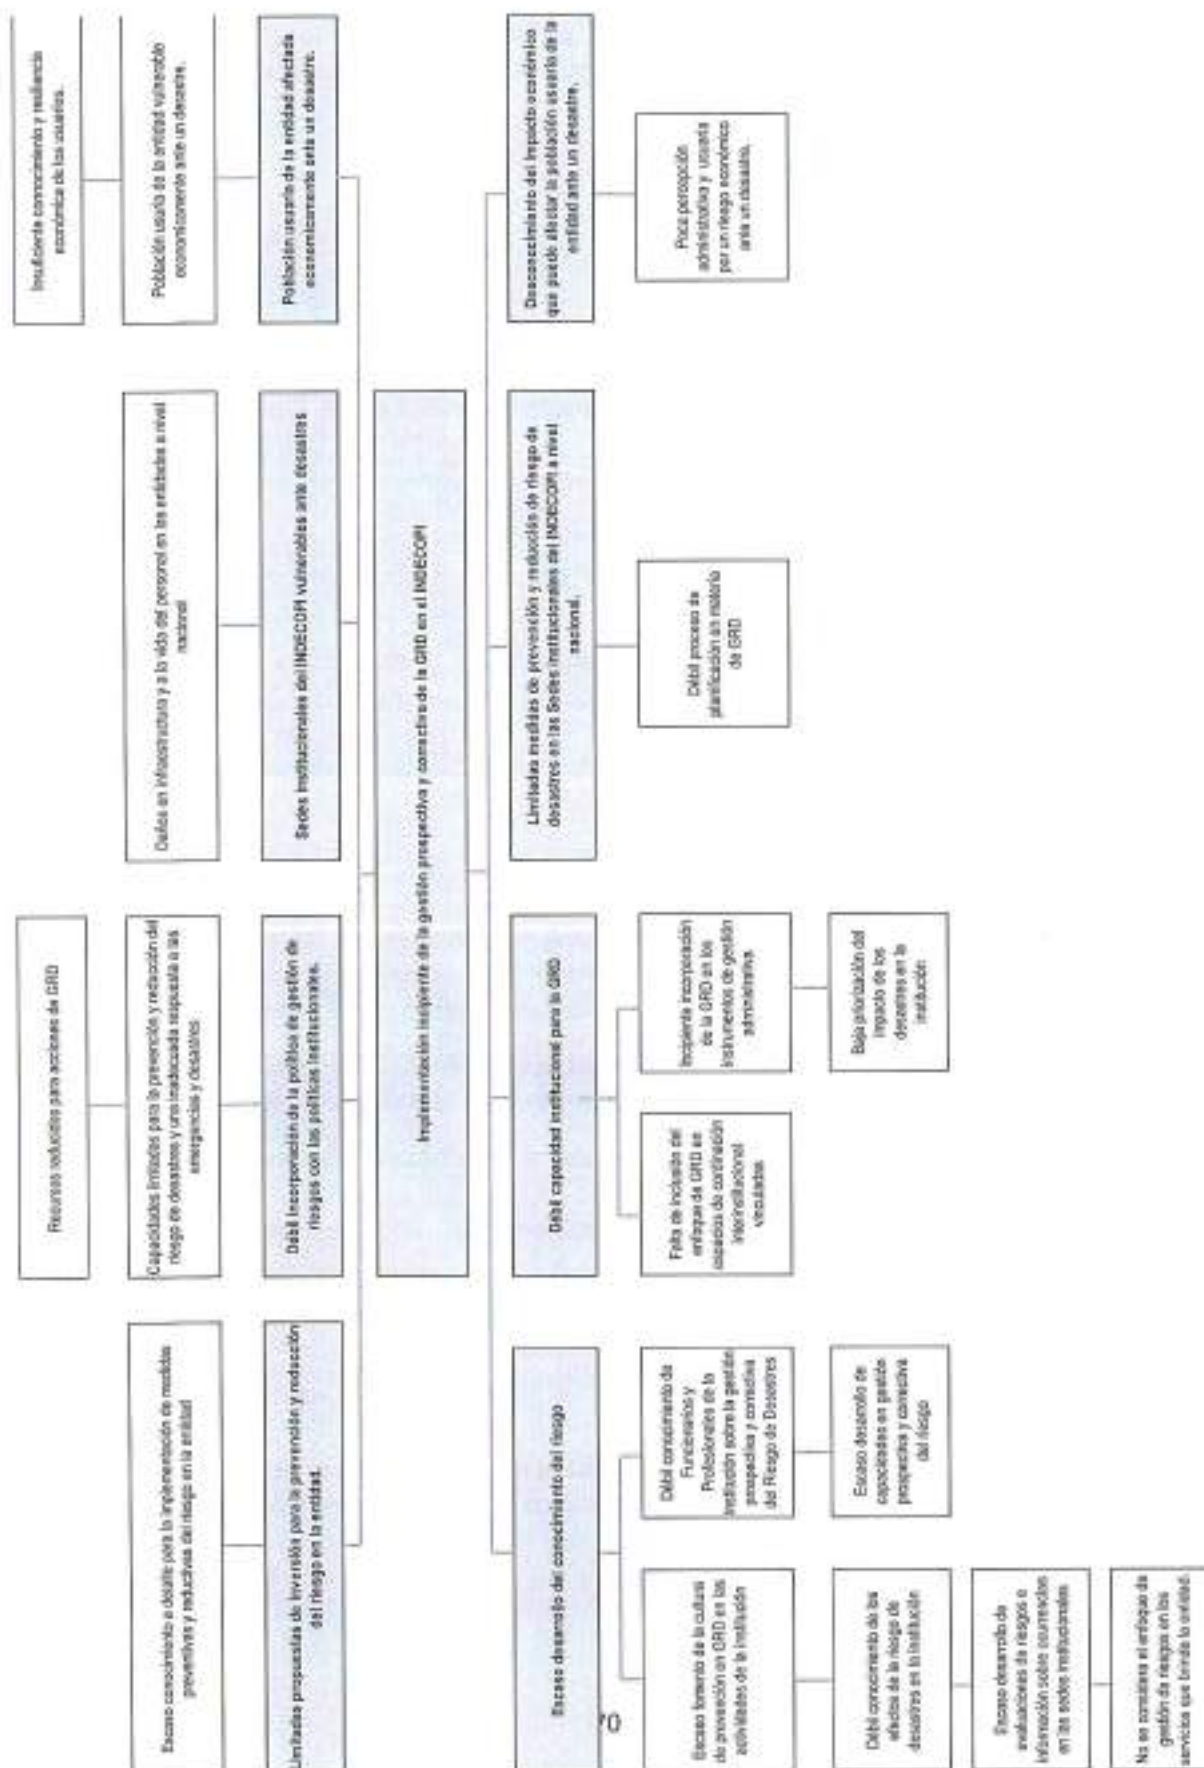 Escaso conocimiento a detalle para la implementación de medidas
preventivas y reductivas del riesgo en la entidad
Recursos reducidos para acciones de GRD
Insuficiente conocimiento y resiliencia
económica de los usuarios.
Capacidades limitadas para la prevención y reducción del
riesgo de desastres y una inadecuada respuesta a las
emergencias y desastres
Daños en infraestructura y a la vida del personal en las entidades a nivel
nacional
Población usuaria de la entidad vulnerable
economicamente ante un desastre.
Limitadas propuestas de inversión para la prevención y reducción
del riesgo en la entidad.
Débil incorporación de la política de gestión de
riesgos con las políticas institucionales.
Sedes Institucionales del INDECOPI vulnerables ante desastres
Población usuaria de la entidad afectada
economicamente ante un desastre.
Implementación incipiente de la gestión prospectiva y correctiva de la GRD en el INDECOPI
Escaso desarrollo del conocimiento del riesgo
Débil capacidad institucional para la GRD
Limitadas medidas de prevención y reducción de riesgo de
desastres en las Sedes institucionales del INDECOPI a nivel
nacional.
Desconocimiento del impacto económico
que puede afectar la población usuaria de la
entidad ante un desastre.
Escaso fomento de la cultura
de prevención en GRD en los
actividades de la institución
Débil conocimiento de
Funcionarios y
Profesionales de la
Institución sobre la gestión
prospectiva y correctiva
del Riesgo de Desastres
Falta de inclusión del
enfoque de GRD en
espacios de
interinstitucional
vinculadas
Incipiente incorporación
de la GRD en los
instrumentos de gestión
administrativa.
Débil proceso de
planificación en materia
de GRD
Poca percepción
administrativa y usuaria
por un riesgo económico
ante un desastre.
Débil conocimiento de los
efectos de la riesgo de
desastres en la institución
Escaso desarrollo de
capacidades en gestión
prospectiva y correctiva
del riesgo
Baja priorización del
impacto de los
desastres en la
institución
Escaso desarrollo de
evaluaciones de riesgos e
información sobre ocurrencias
en las sedes institucionales
No se considera el enfoque de
gestión de riesgos en los
servicios que brinda la entidad.
70